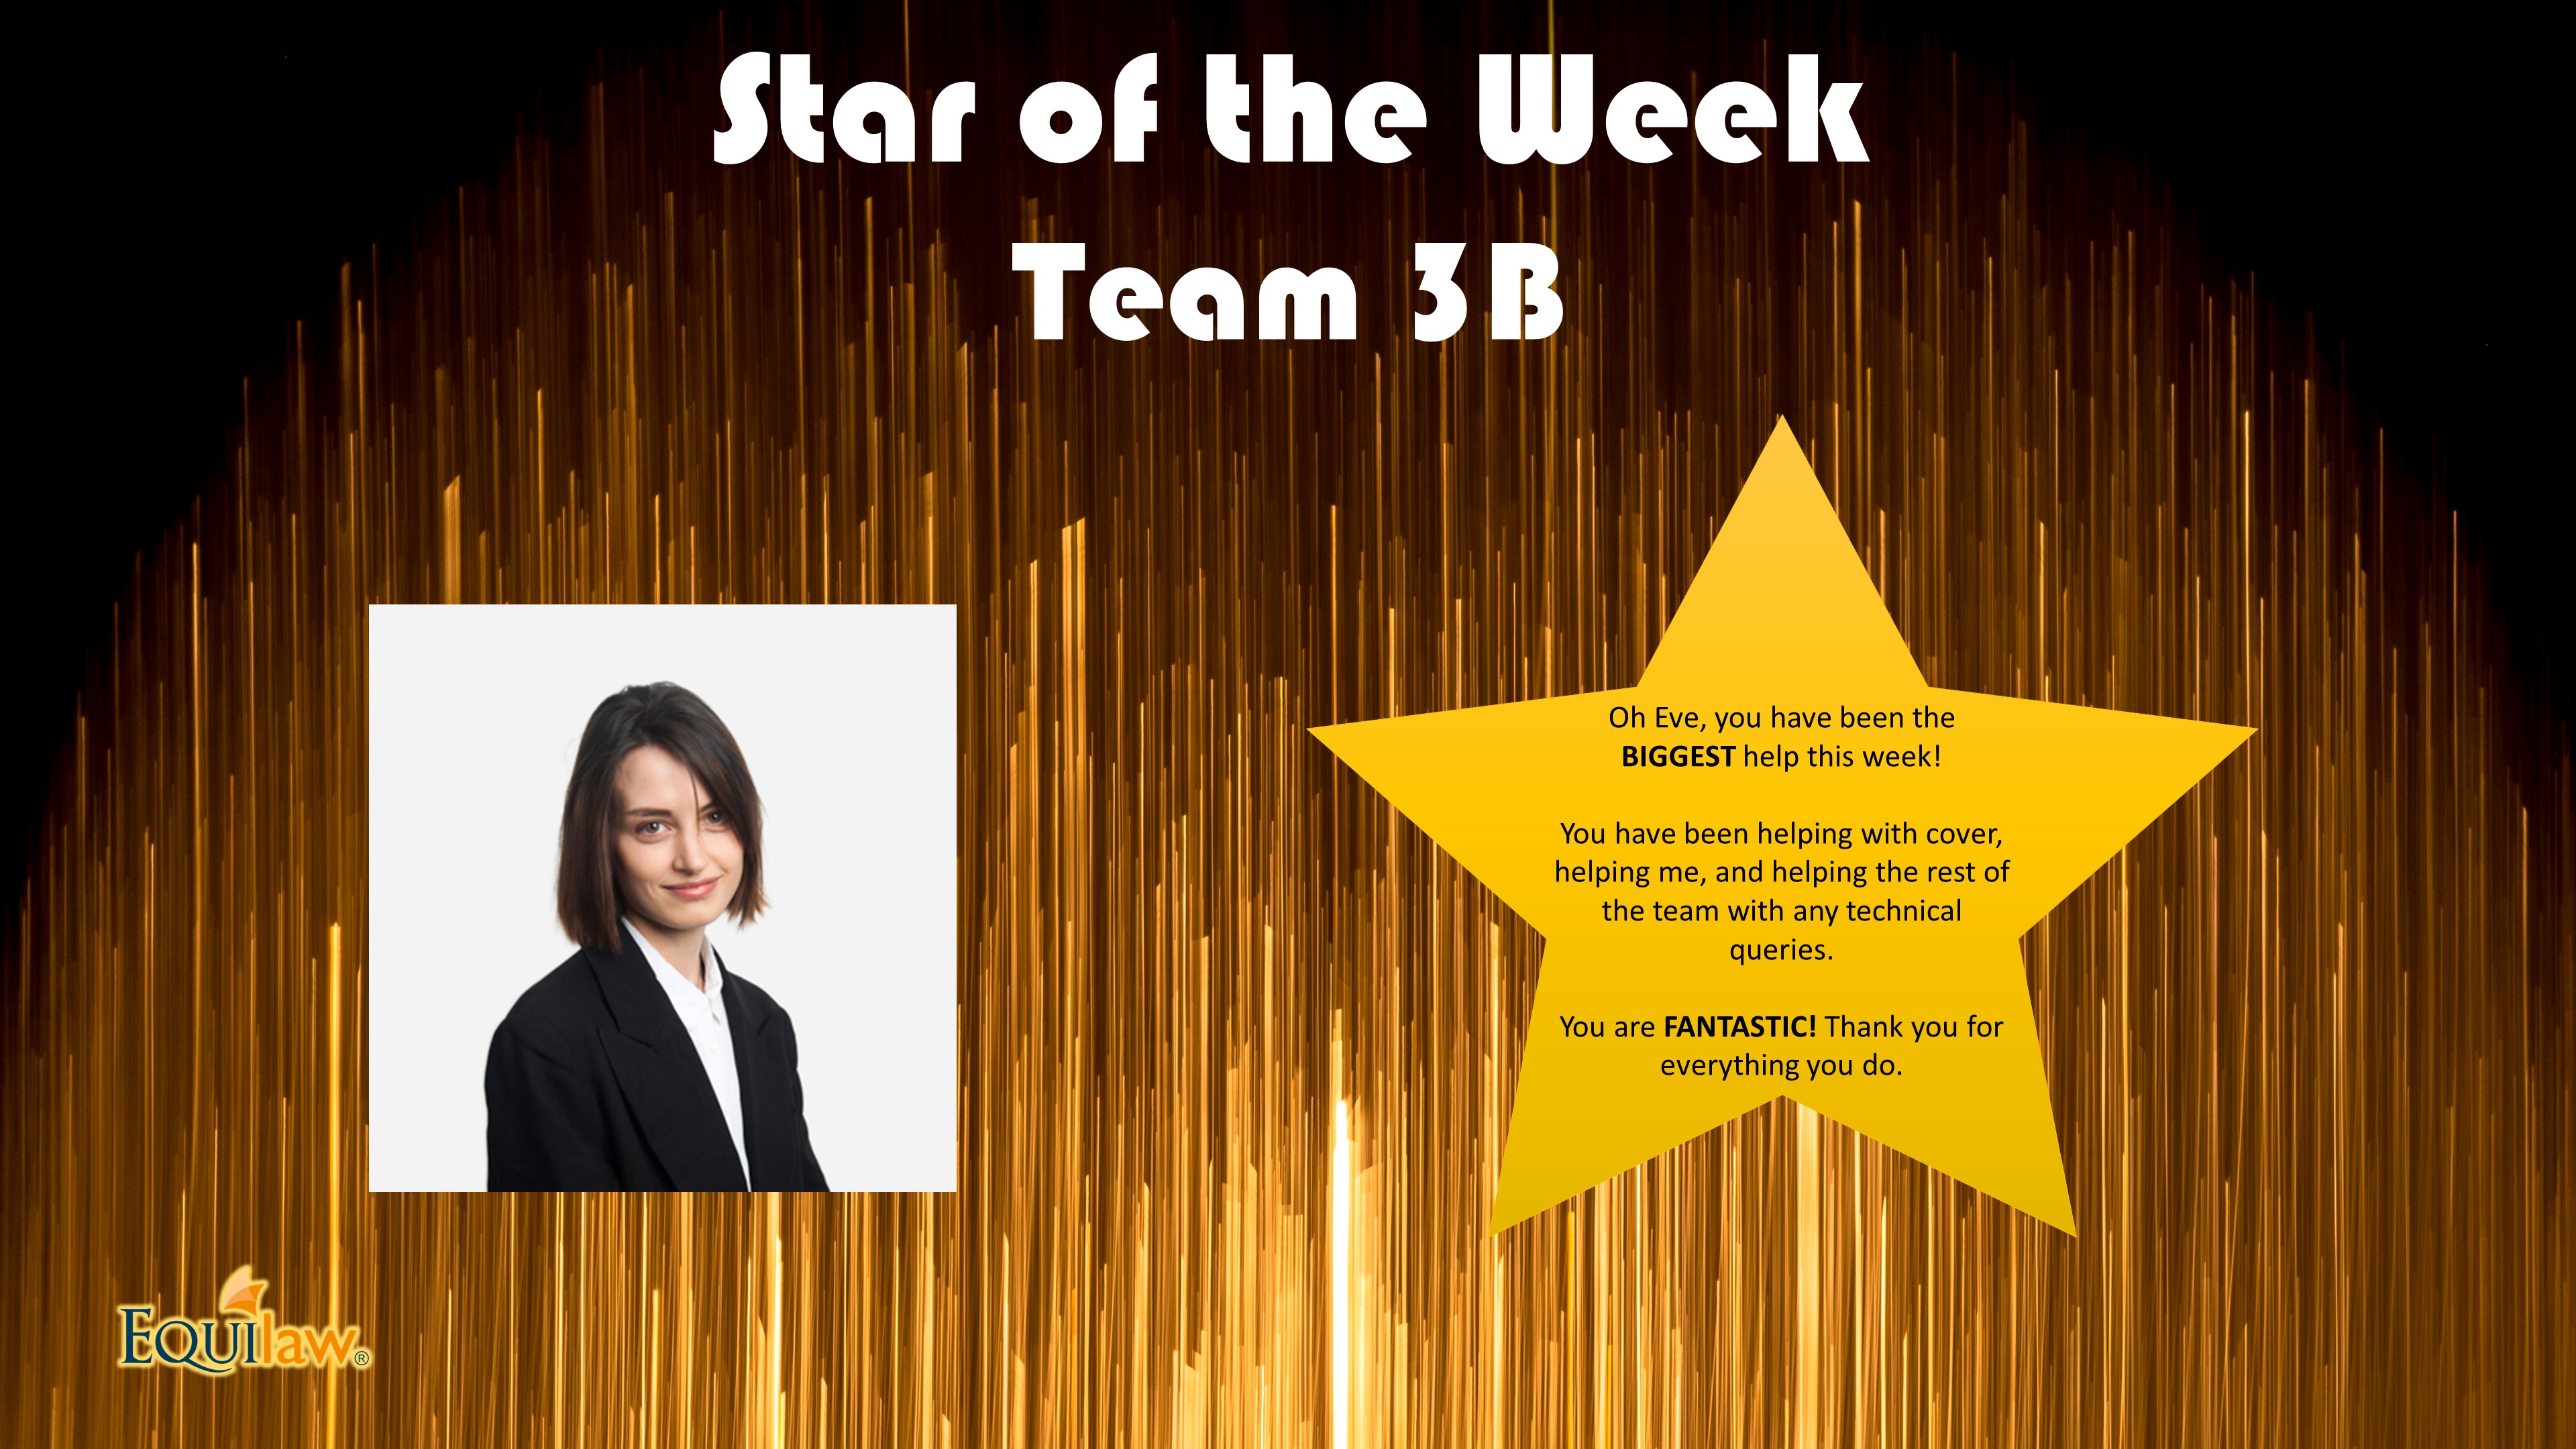 Star of the Week
Team 3B
Oh Eve, you have been the
BIGGEST help this week!
You have been helping with cover,
helping me, and helping the rest of
the team with any technical
queries.
You are FANTASTIC! Thank you for
everything you do.
EQUIlaw®